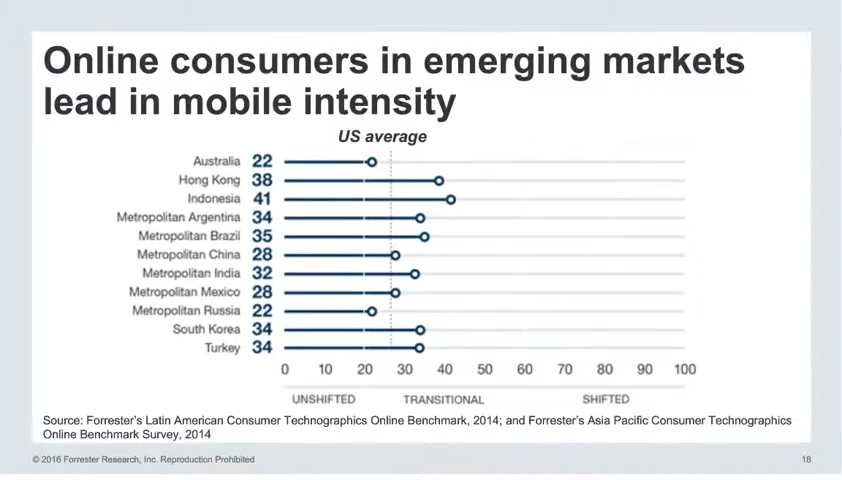 Online consumers in emerging markets
lead in mobile intensity
US average
Australia 22
Hong Kong 38
Indonesia 41
Metropolitan Argentina 34
Metropolitan Brazil 35
Metropolitan China 28
Metropolitan India 32
Metropolitan Mexico 28
Metropolitan Russia 22
South Korea 34
Turkey 34
0 10 20 30 40 50 60 70 80 90 100
UNSHIFTED TRANSITIONAL SHIFTED
Source: Forrester's Latin American Consumer Technographics Online Benchmark, 2014; and Forrester's Asia Pacific Consumer Technographics
Online Benchmark Survey, 2014
© 2016 Forrester Research, Inc. Reproduction Prohibited 18